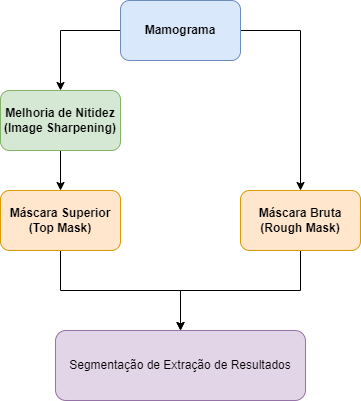 Mamograma
Melhoria de Nitidez
(Image Sharpening)
Máscara Superior
(Top Mask)
Máscara Bruta
(Rough Mask)
Segmentação de Extração de Resultados